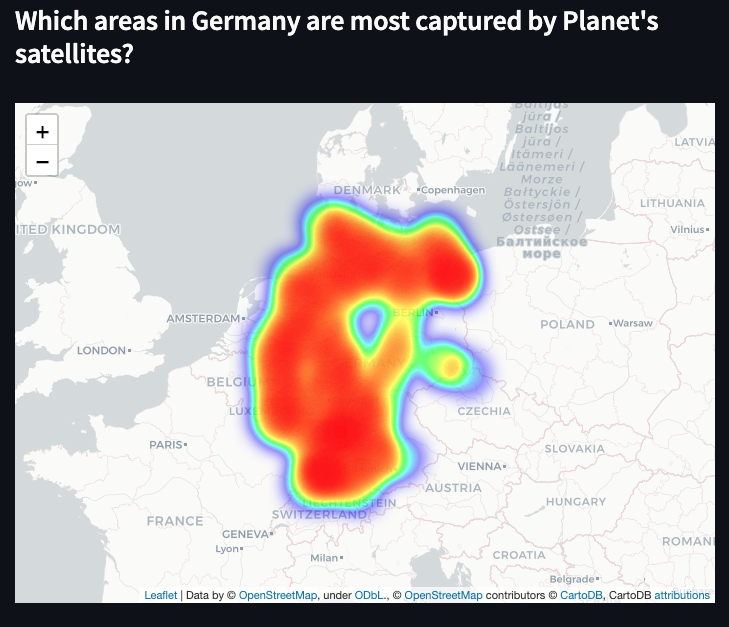 Which areas in Germany are most captured by Planet's
satellites?
+
−
Baltijas
jūra /
Baltijos
jūra /
Itämeri /
Läänemeri /
Morze
Bałtyckie /
Östersjön /
Østersøen /
Ostsee /
Балтийское
море
LATVIA
ow
DENMARK
Copenhagen
LITHUANIA
Vilnius
ITED KINGDOM
AMSTERDAM
BERLIN
POLAND
Warsaw
LONDON
BELGIU
LUXE
CZECHIA
PARIS
SLOVAKIA
VIENNA
AUSTRIA
LIECHTENSTEIN
SWITZERLAND
HUNGARY
FRANCE
GENEVA
ROMANI
Lyon
Milan
CROATIA
Belgrade
Leaflet | Data by © OpenStreetMap, under ODbL., © OpenStreetMap contributors © CartoDB, CartoDB attributions